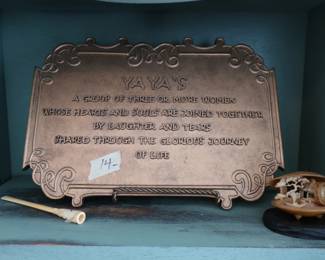 YA YA'S
A GROUP OF THREE OR MORE WOMEN
WHOSE HEARTS AND SOULS ARE JOINED TOGETHER
BY LAUGHTER AND TEARS
SHARED THROUGH THE GLORIOUS JOURNEY
OF LIFE
14-